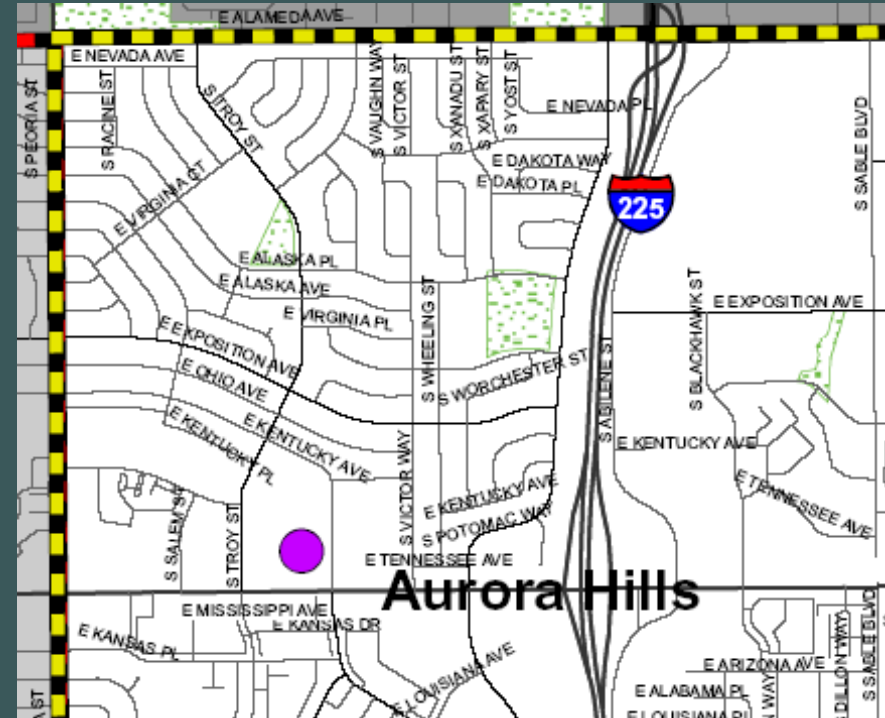 E ALAMEDA AVE
E NEVADA AVE
S PEORIA ST
S RACINE ST
S TROY ST
S VAUGHN WAY
S VICTOR ST
S XANADU ST
S XAPARY ST
S YOST ST
E NEVADA PL
S SABLE BLVD
E DAKOTA WAY
E DAKOTA PL
225
E VIRGINIA CT
E ALASKA PL
E ALASKA AVE
E VIRGINIA PL
S WHEELING ST
S BLACKHAWK ST
E EXPOSITION AVE
E EXPOSITION AVE
E OHIO AVE
S WORCHESTER ST
S ABILENE ST
E KENTUCKY PL
E KENTUCKY AVE
E KENTUCKY AVE
S VICTOR WAY
E KENTUCKY AVE
S POTOMAC WAY
E TENNESSEE AVE
S SALEM ST
S TROY ST
E TENNESSEE AVE
Aurora Hills
E MISSISSIPPI AVE
E KANSAS DR
E KANSAS PL
E LOUISIANA AVE
E ARIZONA AVE
E ALABAMA PL
E LOUISIANA PL
WAY
DILLON WAY
S SABLE BLVD
A ST